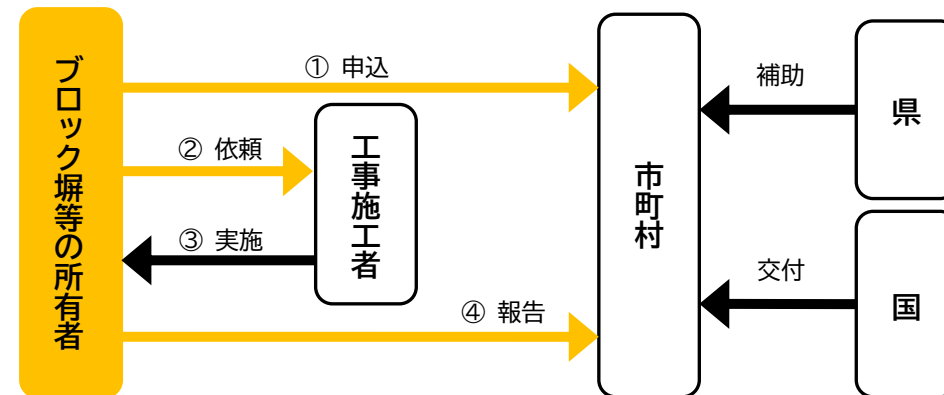 ブロック塀等の所有者
① 申込
② 依頼
③ 実施
④ 報告
工事施工者
市町村
補助
県
交付
国